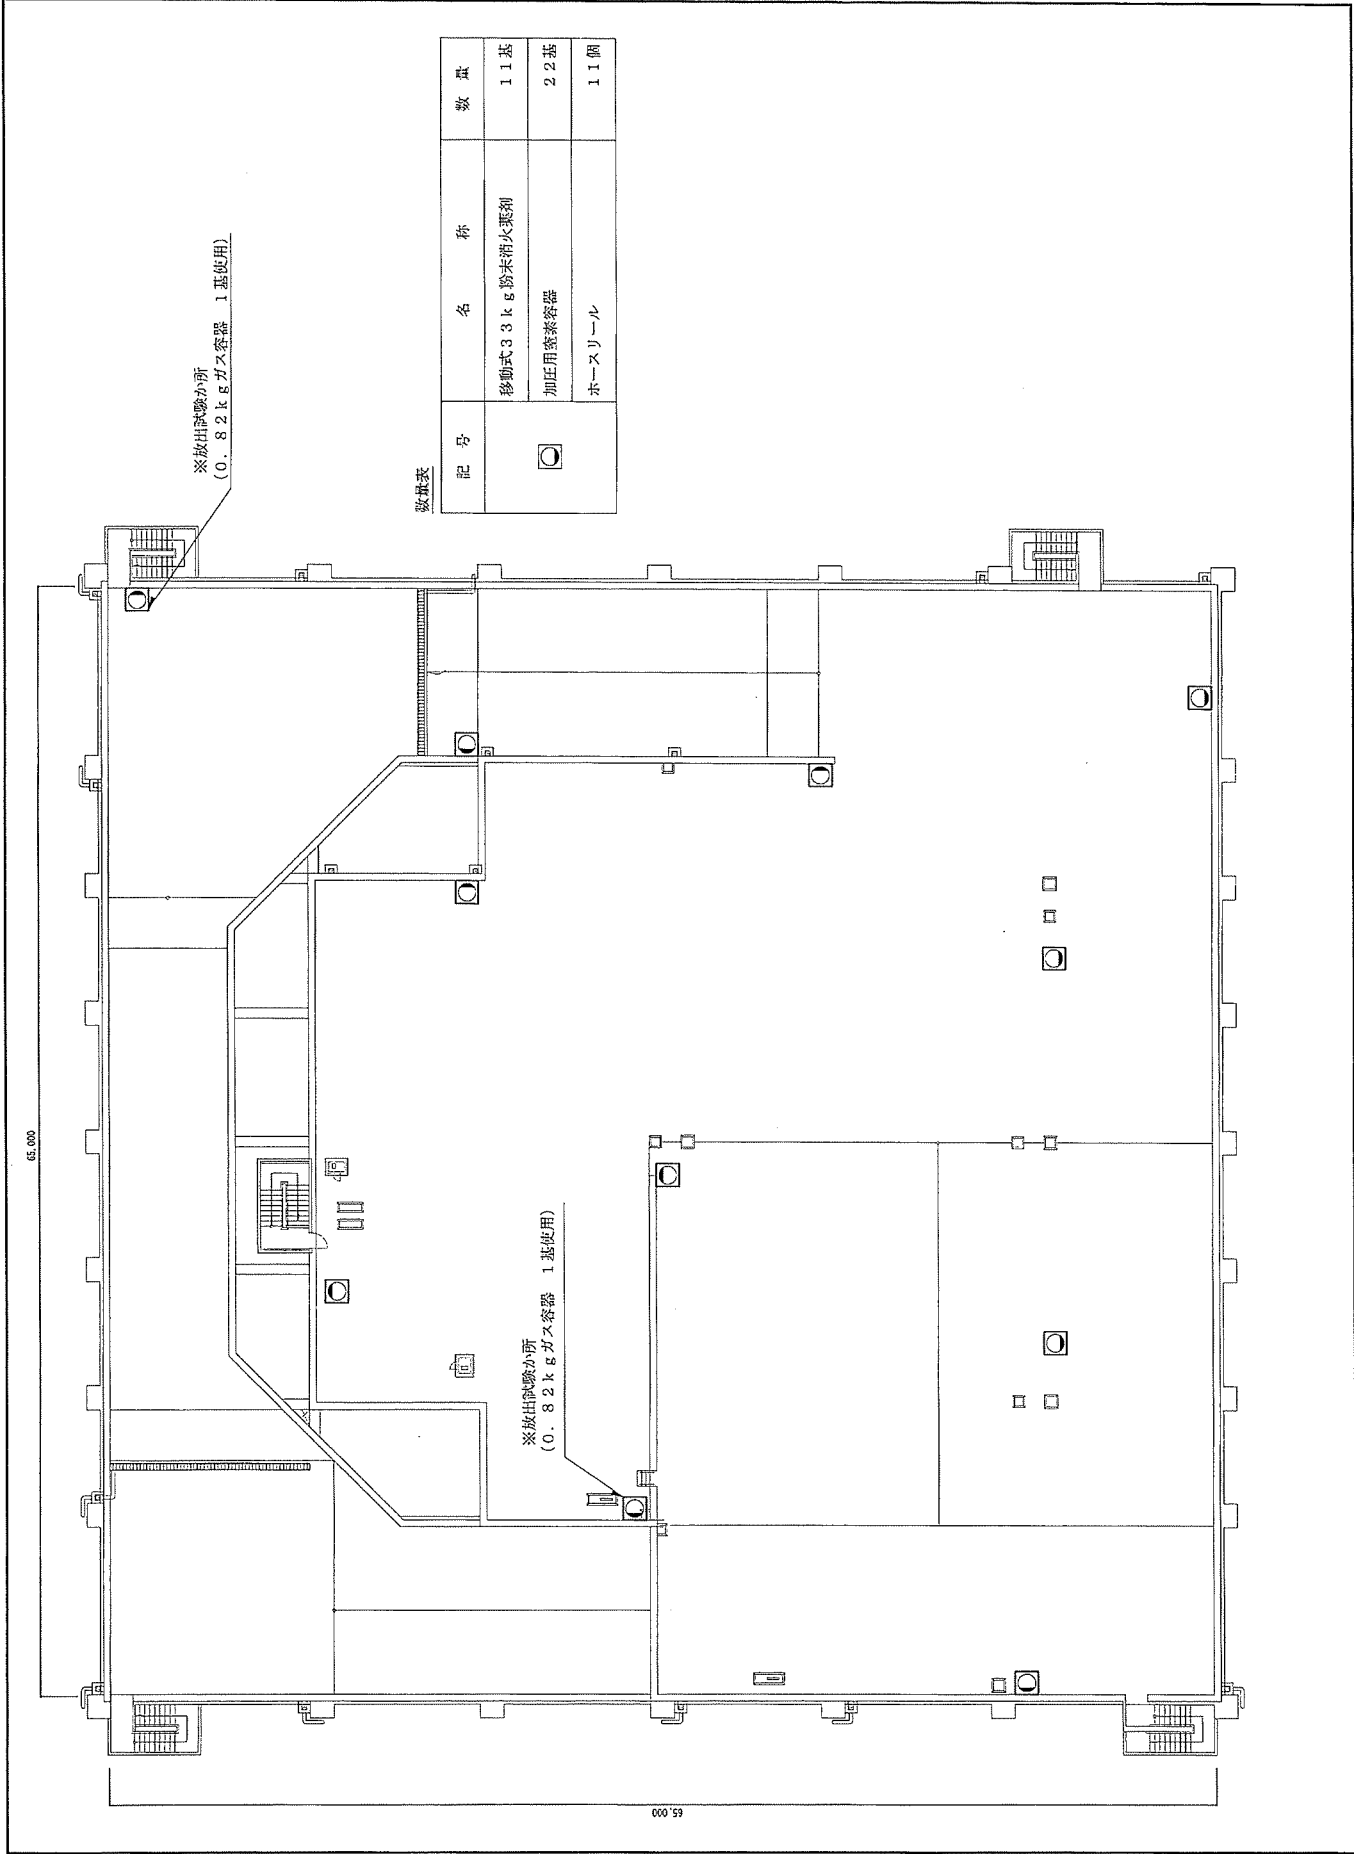 65,000
65,000
※放出試験か所
(0.82kgガス容器 1基使用)
※放出試験か所
(0.82kgガス容器 1基使用)
数量表
記号 名称 数量
移動式33kg粉末消火薬剤 11基
加圧用窒素容器 22基
ホースリール 11個